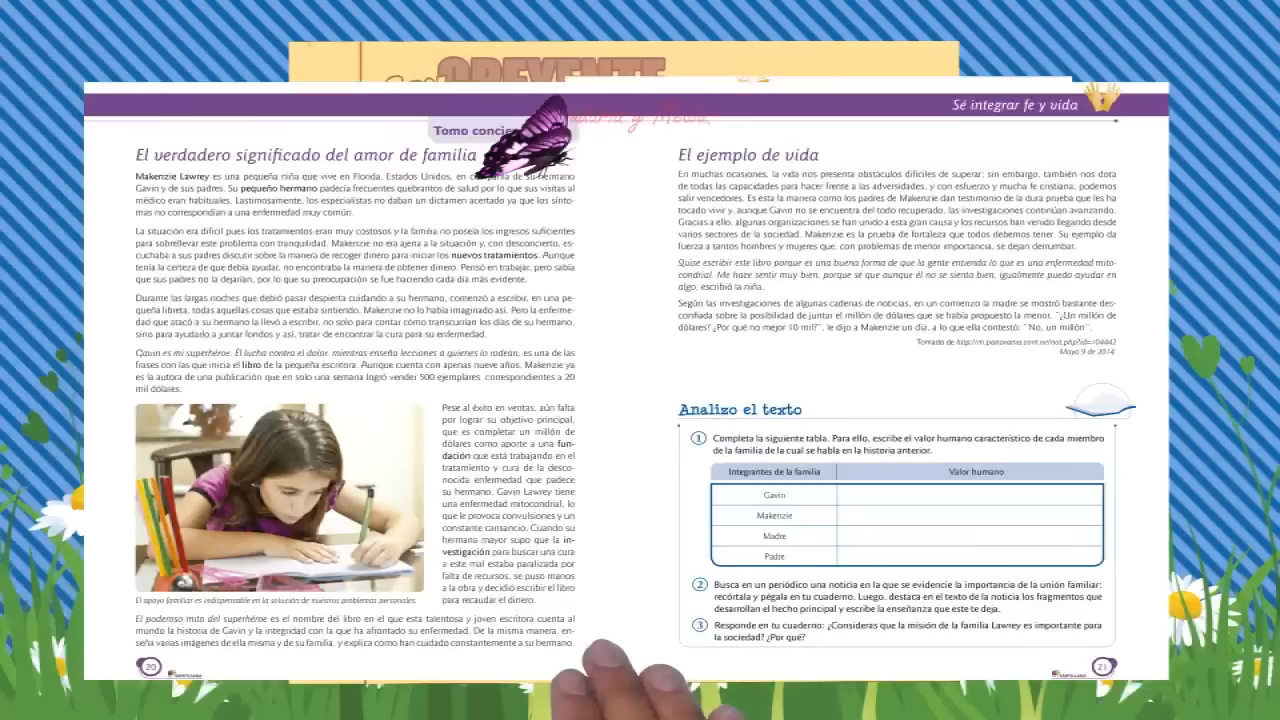 Sé integrar fe y vida
Tomo
El verdadero significado del amor de familia
Makenzie Lawrey es una pequeña niña que vive en Florida, Estados Unidos, en de su hermano
Gavin y de sus padres. Su pequeño hermano padecía frecuentes quebrantos de salud por lo que sus visitas al
médico eran habituales. Lastimosamente, los especialistas no daban un dictamen acertado ya que los sínto-
mas no correspondían a una enfermedad muy común.
La situación era difícil pues los tratamientos eran muy costosos y la familia no poseía los ingresos suficientes
para sobrellevar este problema con tranquilidad. Makenzie no era ajena a la situación y, con desconcierto, es-
cuchaba a sus padres discutir sobre la manera de recoger dinero para iniciar los nuevos tratamientos. Aunque
tenía la certeza de que debía ayudar, no encontraba la manera de obtener dinero. Pensó en trabajar, pero sabía
que sus padres no la dejarían, por lo que su preocupación se fue haciendo cada día más evidente.
Durante las largas noches que debió pasar despierta cuidando a su hermano, comenzó a escribir, en una pe-
queña libreta, todas aquellas cosas que estaba sintiendo. Makenzie no lo había imaginado así. Pero la enferme-
dad que atacó a su hermano la llevó a escribir, no solo para contar cómo transcurrían los días de su hermano,
sino para ayudarlo a juntar fondos y así, tratar de encontrar la cura para su enfermedad.
Gavin es mi superhéroe. Él lucha contra el dolor, mientras enseña lecciones a quienes lo rodean, es una de las
frases con las que inicia el libro de la pequeña escritora. Aunque cuenta con apenas nueve años, Makenzie ya
es la autora de una publicación que en solo una semana logró vender 500 ejemplares, correspondientes a 20
mil dólares.
Pese al éxito en ventas, aún falta
por lograr su objetivo principal,
que es completar un millón de
dólares como aporte a una fun-
dación que está trabajando en el
tratamiento y cura de la desco-
nocida enfermedad que padece
su hermano. Gavin Lawrey tiene
una enfermedad mitocondrial, lo
que le provoca convulsiones y un
constante cansancio. Cuando su
hermana mayor supo que la in-
vestigación para buscar una cura
a este mal estaba paralizada por
falta de recursos, se puso manos
a la obra y decidió escribir el libro
para recaudar el dinero.
El apoyo familiar es indispensable en la solución de nuestros problemas personales.
El poderoso mito del superhéroe es el nombre del libro en el que esta talentosa y joven escritora cuenta al
mundo la historia de Gavin y la integridad con la que ha afrontado su enfermedad. De la misma manera, en-
seña varias imágenes de ella misma y de su familia, y explica cómo han cuidado constantemente a su hermano.
20
SANTILLANA
El ejemplo de vida
En muchas ocasiones, la vida nos presenta obstáculos difíciles de superar; sin embargo, también nos dota
de todas las capacidades para hacer frente a las adversidades, y con esfuerzo y mucha fe cristiana, podemos
salir vencedores. Es esta la manera como los padres de Makenzie dan testimonio de la dura prueba que les ha
tocado vivir y, aunque Gavin no se encuentra del todo recuperado, las investigaciones continúan avanzando.
Gracias a ello, algunas organizaciones se han unido a esta gran causa y los recursos han venido llegando desde
varios sectores de la sociedad. Makenzie es la prueba de fortaleza que todos debemos tener. Su ejemplo da
fuerza a tantos hombres y mujeres que, con problemas de menor importancia, se dejan derrumbar.
Quise escribir este libro porque es una buena forma de que la gente entienda lo que es una enfermedad mito-
condrial. Me hace sentir muy bien, porque sé que aunque él no se sienta bien, igualmente puedo ayudar en
algo, escribió la niña.
Según las investigaciones de algunas cadenas de noticias, en un comienzo la madre se mostró bastante des-
confiada sobre la posibilidad de juntar el millón de dólares que se había propuesto la menor. "¿Un millón de
dólares? ¿Por qué no mejor 10 mil?", le dijo a Makenzie un día, a lo que ella contestó: "No, un millón".
Tomado de
Mayo 9 de 2014.
Analizo el texto
1 Completa la siguiente tabla. Para ello, escribe el valor humano característico de cada miembro
de la familia de la cual se habla en la historia anterior.
Integrantes de la familia Valor humano
Gavin
Makenzie
Madre
Padre
2 Busca en un periódico una noticia en la que se evidencie la importancia de la unión familiar;
recórtala y pégala en tu cuaderno. Luego, destaca en el texto de la noticia los fragmentos que
desarrollan el hecho principal y escribe la enseñanza que este te deja.
3 Responde en tu cuaderno: ¿Consideras que la misión de la familia Lawrey es importante para
la sociedad? ¿Por qué?
21
SANTILLANA